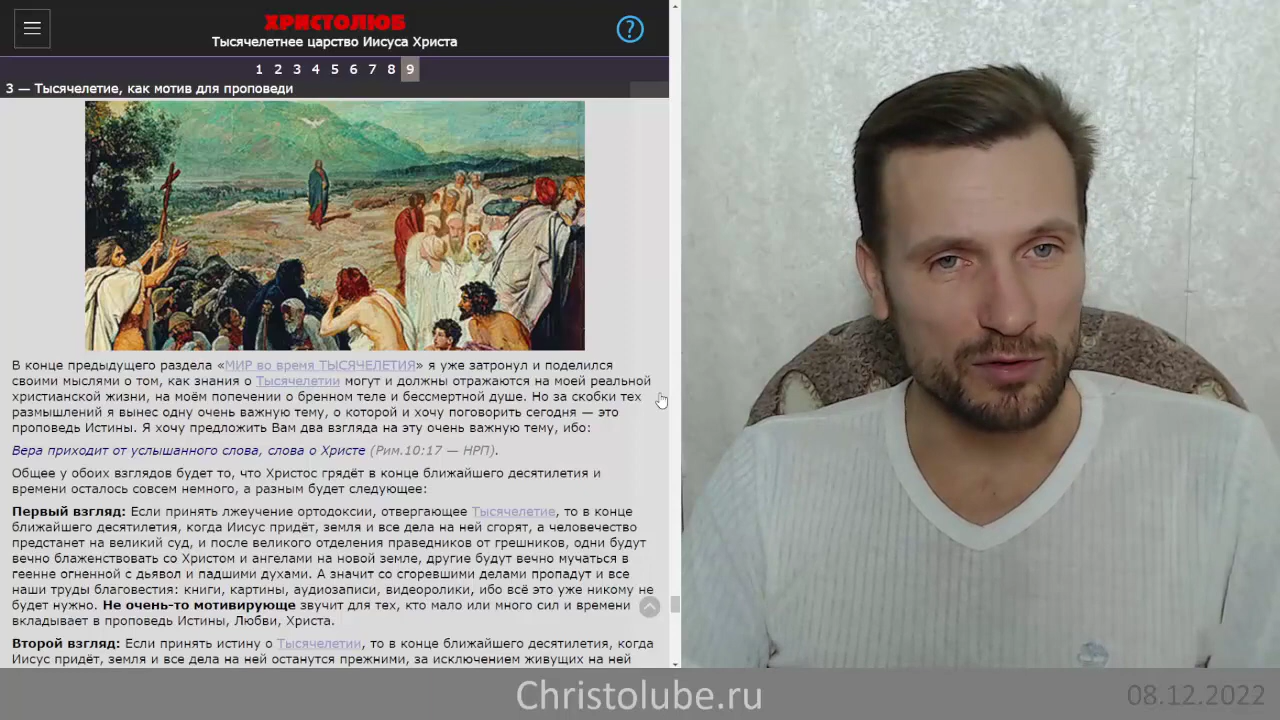 ХРИСТОЛЮБ
Тысячелетнее царство Иисуса Христа
?
1 2 3 4 5 6 7 8 9
3 — Тысячелетие, как мотив для проповеди
В конце предыдущего раздела «МИР во время ТЫСЯЧЕЛЕТИЯ» я уже затронул и поделился
своими мыслями о том, как знания о Тысячелетии могут и должны отражаются на моей реальной
христианской жизни, на моём попечении о бренном теле и бессмертной душе. Но за скобки тех
размышлений я вынес одну очень важную тему, о которой и хочу поговорить сегодня — это
проповедь Истины. Я хочу предложить Вам два взгляда на эту очень важную тему, ибо:
Вера приходит от услышанного слова, слова о Христе (Рим.10:17 — НРП).
Общее у обоих взглядов будет то, что Христос грядёт в конце ближайшего десятилетия и
времени осталось совсем немного, а разным будет следующее:
Первый взгляд: Если принять лжеучение ортодоксии, отвергающее Тысячелетие, то в конце
ближайшего десятилетия, когда Иисус придёт, земля и все дела на ней сгорят, а человечество
предстанет на великий суд, и после великого отделения праведников от грешников, одни будут
вечно блаженствовать со Христом и ангелами на новой земле, другие будут вечно мучаться в
геенне огненной с дьявол и падшими духами. А значит со сгоревшими делами пропадут и все
наши труды благовестия: книги, картины, аудиозаписи, видеоролики, ибо всё это уже никому не
будет нужно. Не очень-то мотивирующе звучит для тех, кто мало или много сил и времени
вкладывает в проповедь Истины, Любви, Христа.
Второй взгляд: Если принять истину о Тысячелетии, то в конце ближайшего десятилетия, когда
Иисус придёт, земля и все дела на ней останутся прежними, за исключением живущих на ней
Christolube.ru
08.12.2022